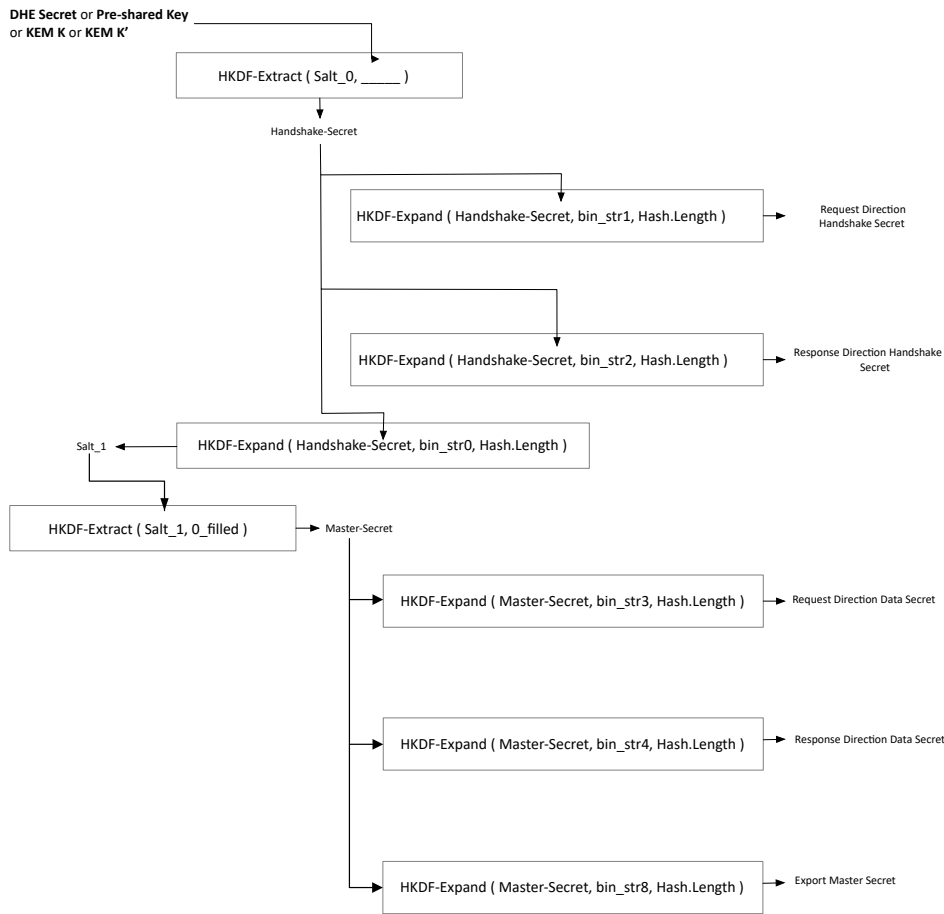 DHE Secret or Pre-shared Key
or KEM K or KEM K’
HKDF-Extract ( Salt_0, _____ )
Handshake-Secret
HKDF-Expand ( Handshake-Secret, bin_str1, Hash.Length )
Request Direction
Handshake Secret
HKDF-Expand ( Handshake-Secret, bin_str2, Hash.Length )
Response Direction Handshake
Secret
Salt_1
HKDF-Expand ( Handshake-Secret, bin_str0, Hash.Length )
HKDF-Extract ( Salt_1, 0_filled )
Master-Secret
HKDF-Expand ( Master-Secret, bin_str3, Hash.Length )
Request Direction Data Secret
HKDF-Expand ( Master-Secret, bin_str4, Hash.Length )
Response Direction Data Secret
HKDF-Expand ( Master-Secret, bin_str8, Hash.Length )
Export Master Secret